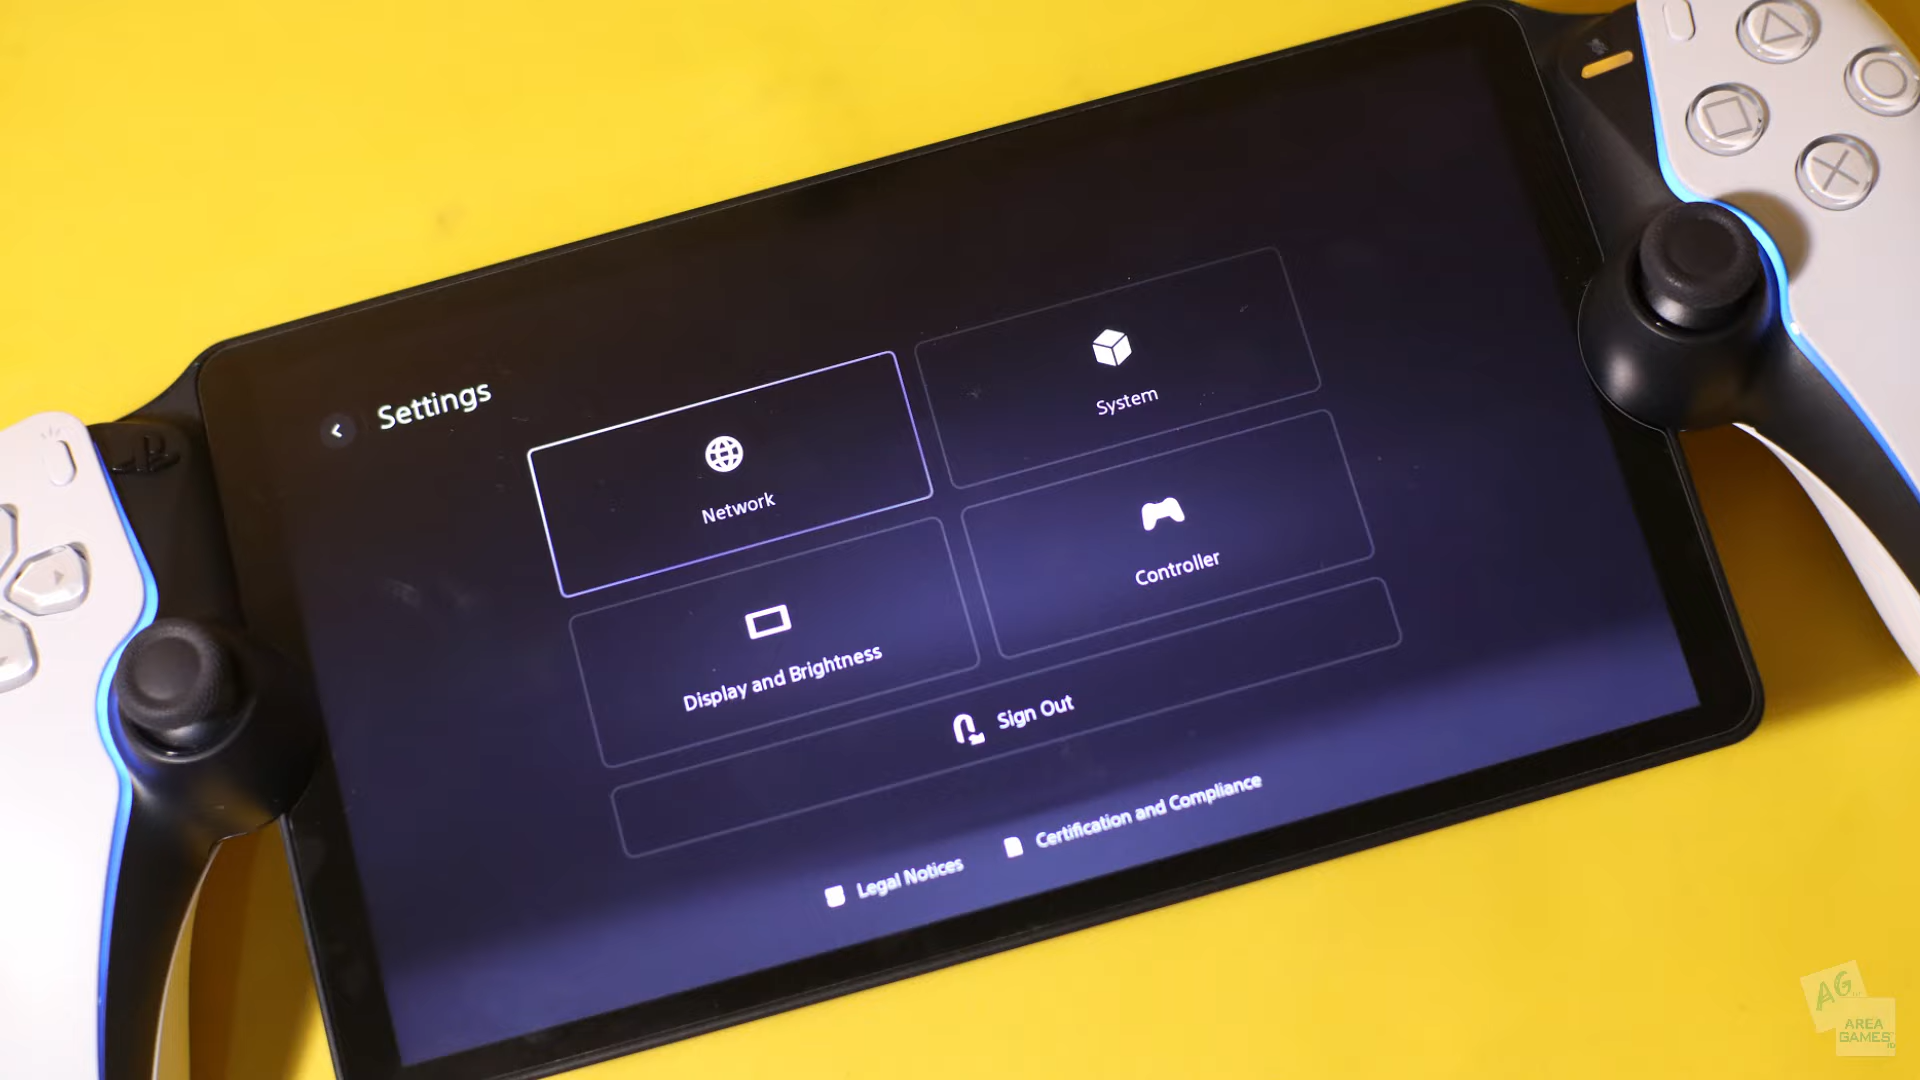 Settings
Network
System
Display and Brightness
Controller
Sign Out
Legal Notices
Certification and Compliance
AG
AREA
GAMES